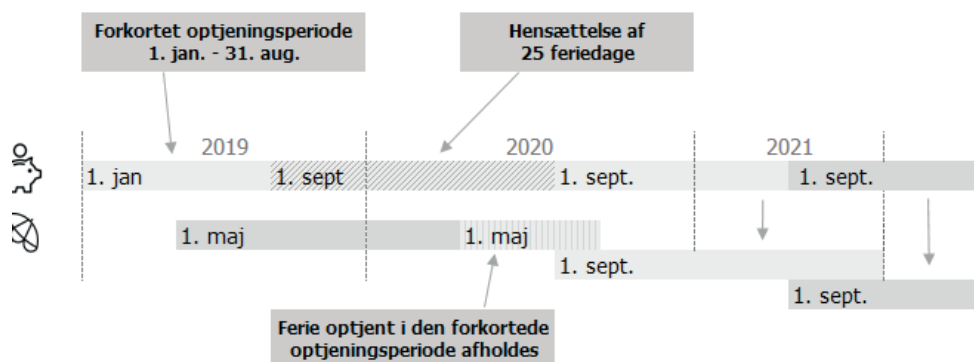 Forkortet optjeningsperiode
1. jan. - 31. aug.
Hensættelse af
25 feriedage
2019
2020
2021
1. jan
1. sept
1. sept.
1. sept.
1. maj
1. maj
1. sept.
1. sept.
Ferie optjent i den forkortede
optjeningsperiode afholdes